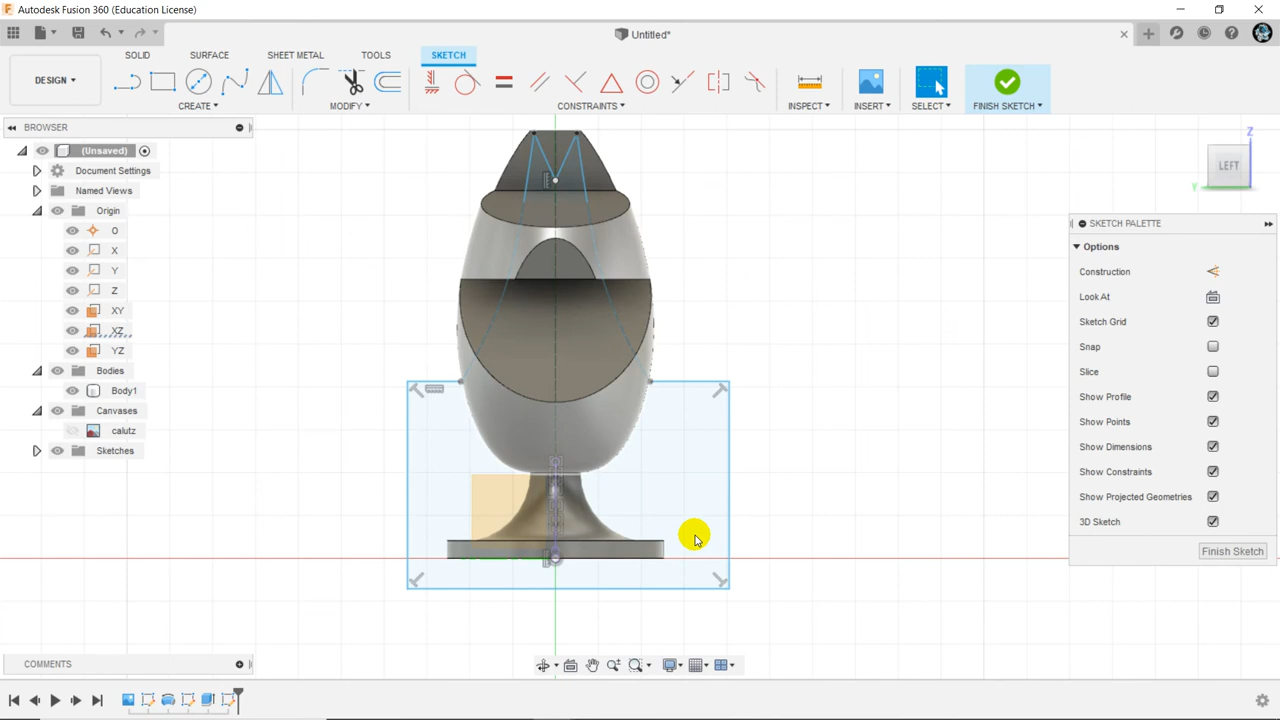 Autodesk Fusion 360 (Education License)
Untitled*
DESIGN
SOLID
SURFACE
SHEET METAL
TOOLS
SKETCH
CREATE
MODIFY
CONSTRAINTS
INSPECT
INSERT
SELECT
FINISH SKETCH
BROWSER
(Unsaved)
Document Settings
Named Views
Origin
O
X
Y
Z
XY
XZ
YZ
Bodies
Body1
Canvases
calutz
Sketches
Z
LEFT
Y
SKETCH PALETTE
Options
Construction
Look At
Sketch Grid
Snap
Slice
Show Profile
Show Points
Show Dimensions
Show Constraints
Show Projected Geometries
3D Sketch
Finish Sketch
COMMENTS